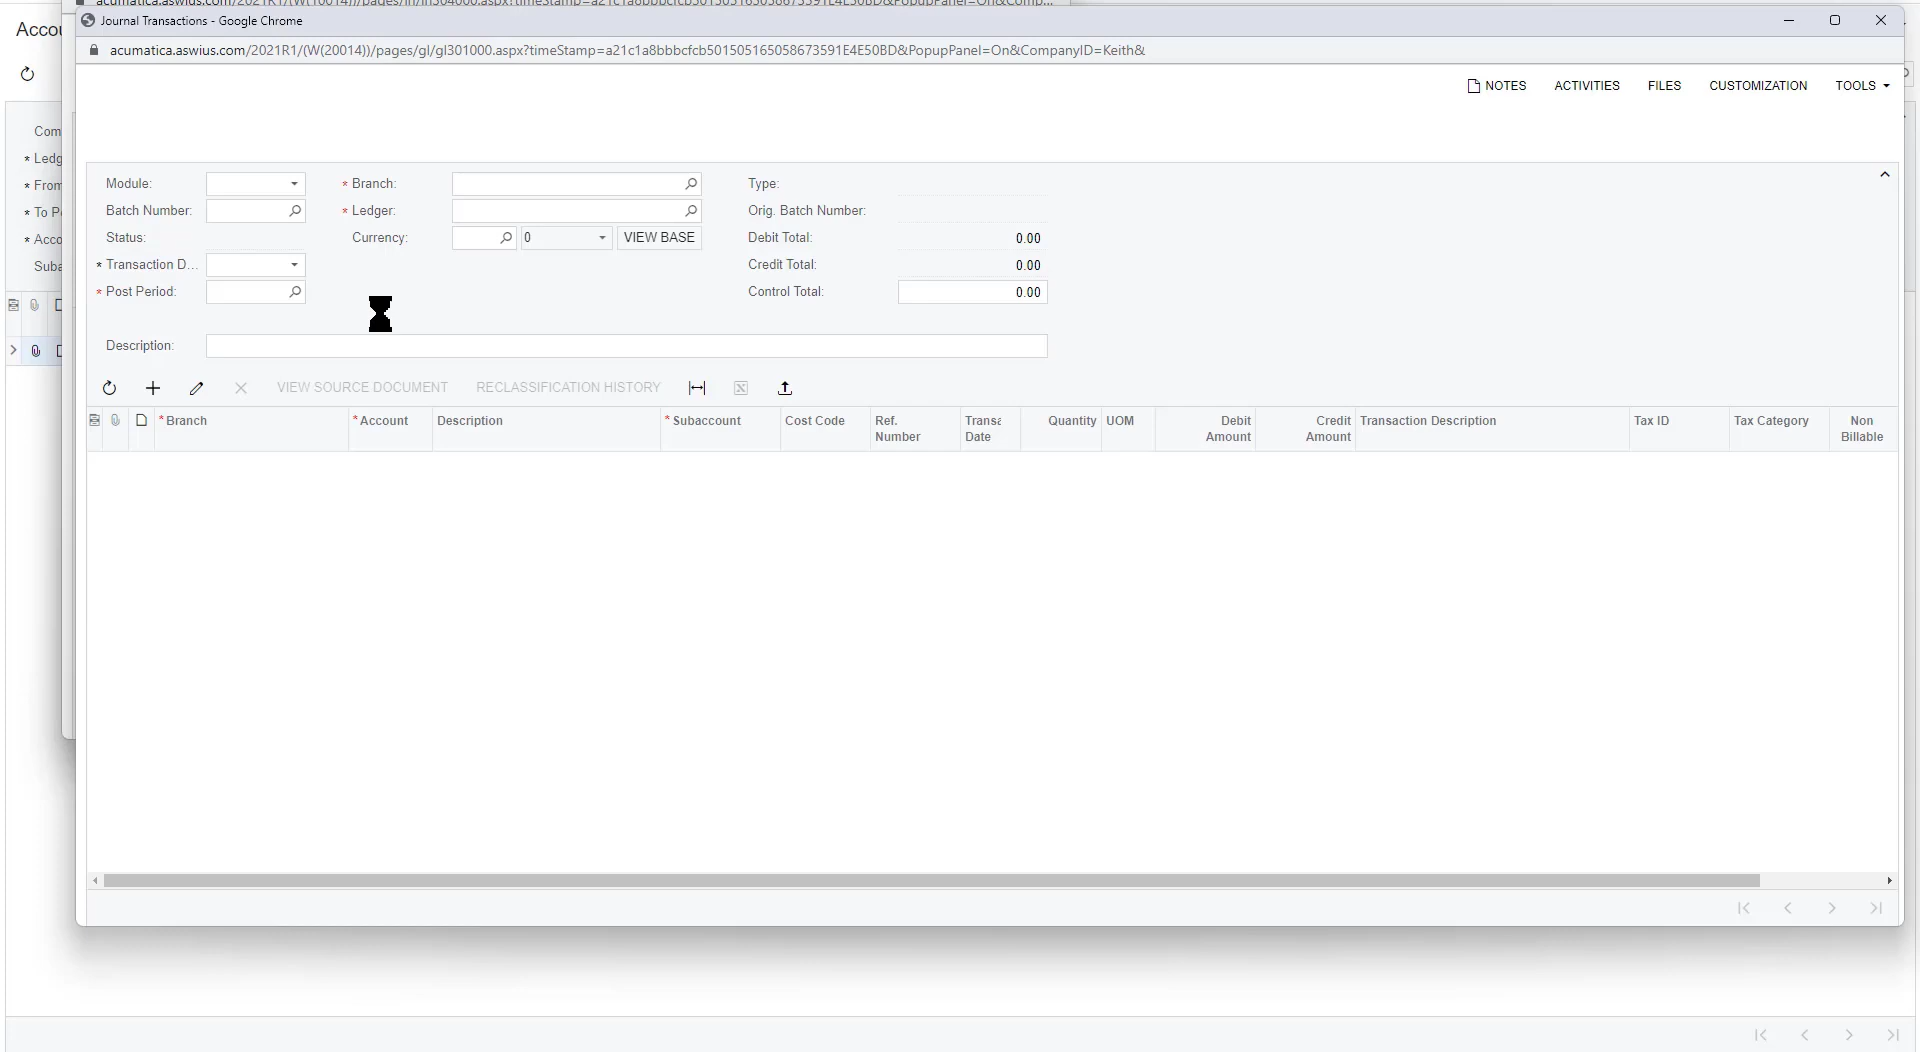 Journal Transactions - Google Chrome
acumatica.aswius.com/2021R1/(W(20014))/pages/gl/gl301000.aspx?timeStamp=a21c1a8bbbcfcb501505165058673591E4E50BD&PopupPanel=On&CompanyID=Keith&
NOTES ACTIVITIES FILES CUSTOMIZATION TOOLS
Module: * Branch: Type:
Batch Number: * Ledger: Orig. Batch Number:
Status: Currency: 0 VIEW BASE Debit Total: 0.00
* Transaction D... Credit Total: 0.00
* Post Period: Control Total: 0.00
Description:
VIEW SOURCE DOCUMENT RECLASSIFICATION HISTORY
* Branch * Account Description * Subaccount Cost Code Ref. Number Transa Date Quantity UOM Debit Amount Credit Amount Transaction Description Tax ID Tax Category Non Billable
Accou
Com
* Ledg
* From
* To P
* Acco
Suba